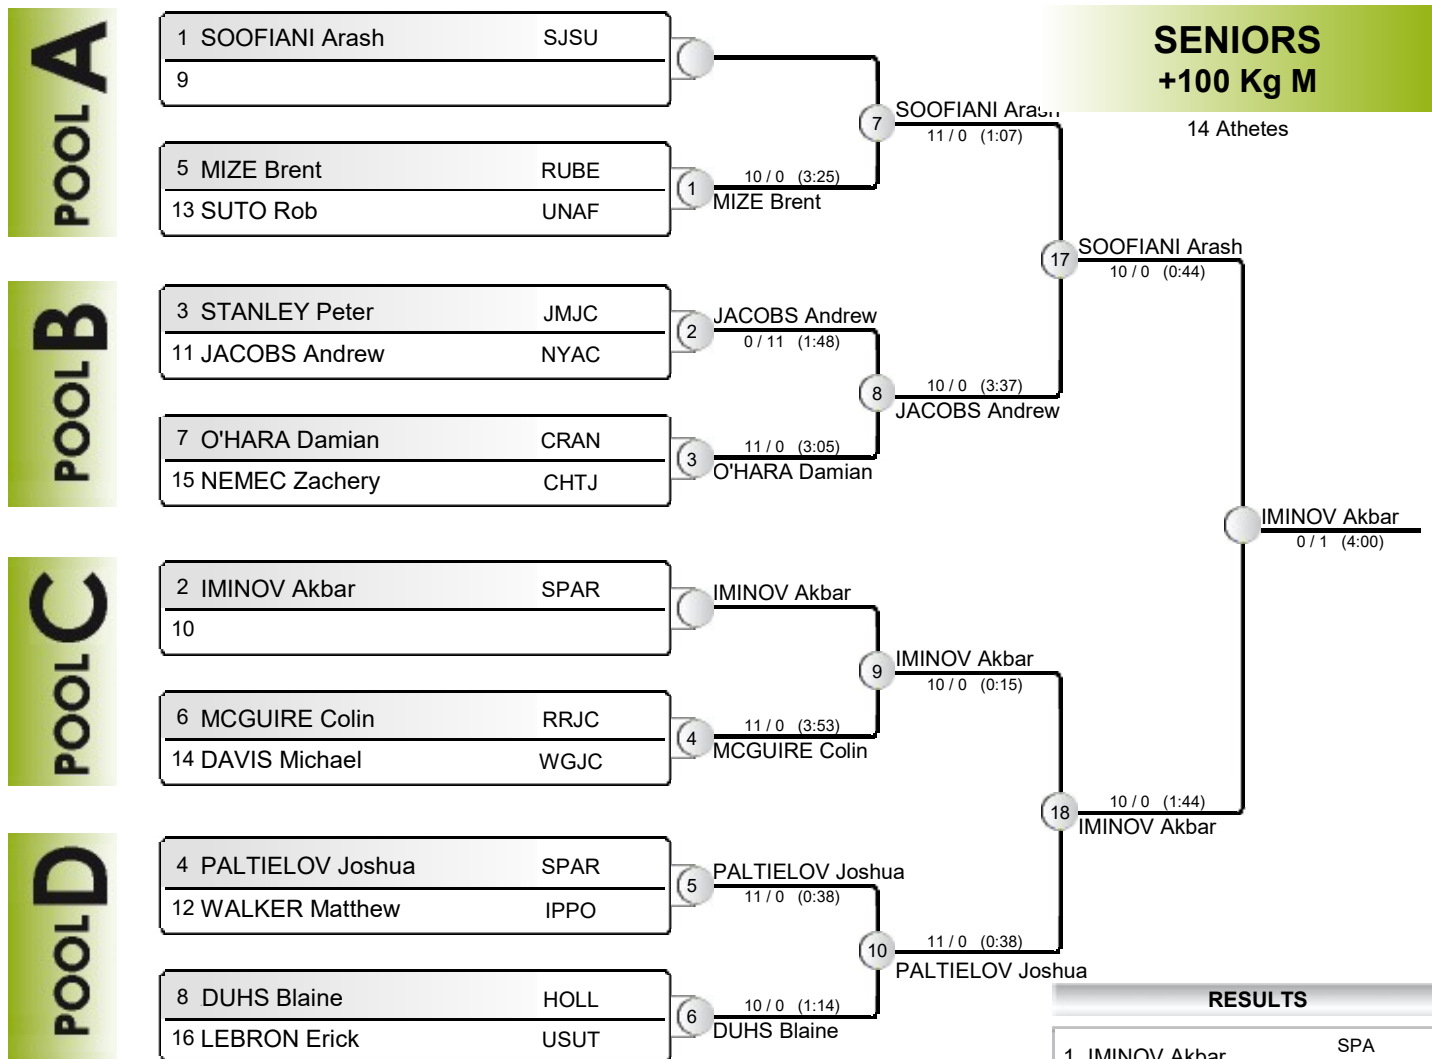 POOL A
1 SOOFIANI Arash SJSU
9
5 MIZE Brent RUBE
13 SUTO Rob UNAF
1
10 / 0 (3:25)
MIZE Brent
7
SOOFIANI Arash
11 / 0 (1:07)
SENIORS
+100 Kg M
14 Athetes
POOL B
3 STANLEY Peter JMJC
11 JACOBS Andrew NYAC
2
JACOBS Andrew
0 / 11 (1:48)
7 O'HARA Damian CRAN
15 NEMEC Zachery CHTJ
3
11 / 0 (3:05)
O'HARA Damian
8
10 / 0 (3:37)
JACOBS Andrew
17
SOOFIANI Arash
10 / 0 (0:44)
IMINOV Akbar
0 / 1 (4:00)
POOL C
2 IMINOV Akbar SPAR
10
IMINOV Akbar
6 MCGUIRE Colin RRJC
14 DAVIS Michael WGJC
4
11 / 0 (3:53)
MCGUIRE Colin
9
IMINOV Akbar
10 / 0 (0:15)
18
10 / 0 (1:44)
IMINOV Akbar
POOL D
4 PALTIELOV Joshua SPAR
12 WALKER Matthew IPPO
5
PALTIELOV Joshua
11 / 0 (0:38)
8 DUHS Blaine HOLL
16 LEBRON Erick USUT
6
10 / 0 (1:14)
DUHS Blaine
10
11 / 0 (0:38)
PALTIELOV Joshua
RESULTS
1 IMINOV Akbar SPA